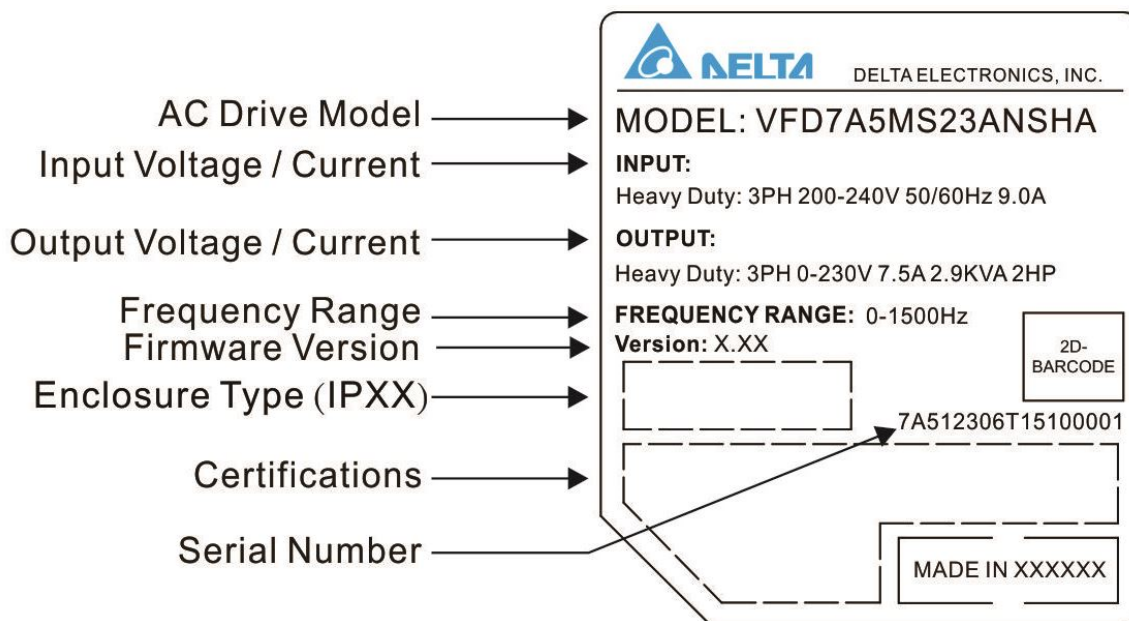 DELTA
DELTA ELECTRONICS, INC.
AC Drive Model
MODEL: VFD7A5MS23ANSHA
Input Voltage / Current
INPUT:
Heavy Duty: 3PH 200-240V 50/60Hz 9.0A
Output Voltage / Current
OUTPUT:
Heavy Duty: 3PH 0-230V 7.5A 2.9KVA 2HP
Frequency Range
FREQUENCY RANGE: 0-1500Hz
Firmware Version
Version: X.XX
2D-
BARCODE
Enclosure Type (IPXX)
7A512306T15100001
Certifications
Serial Number
MADE IN XXXXXX